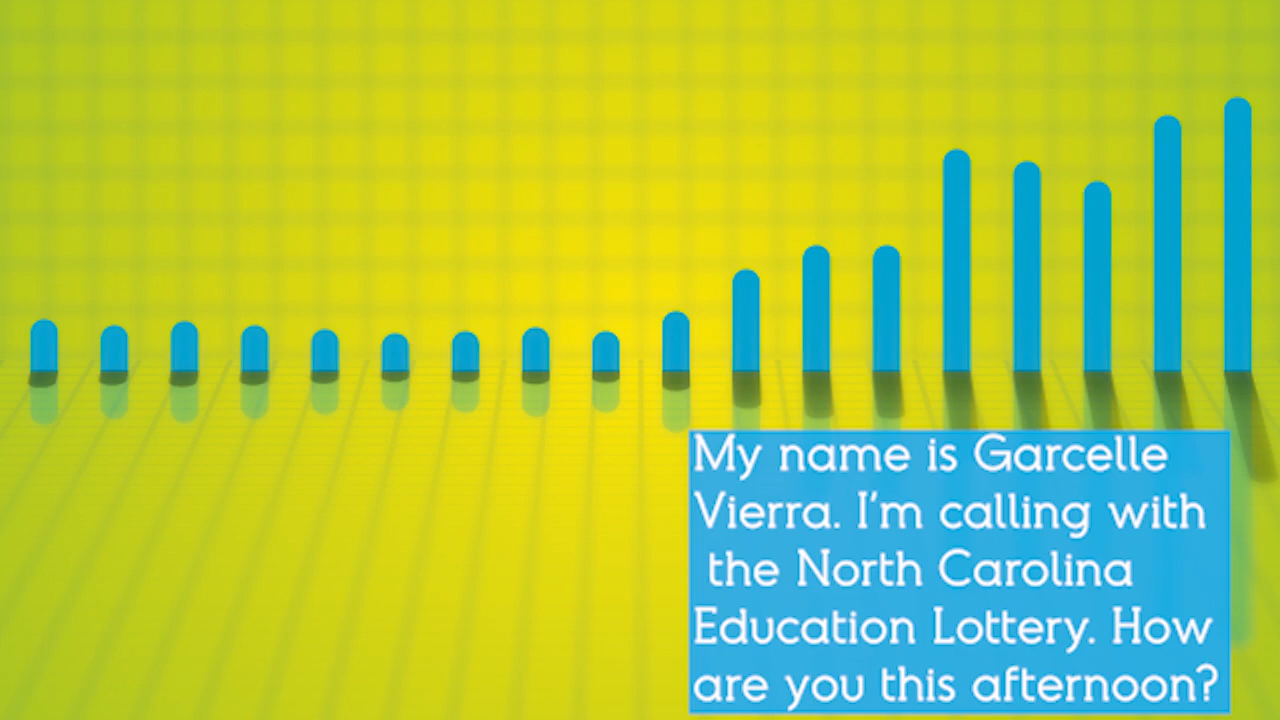 My name is Garcelle
Vierra. I'm calling with
the North Carolina
Education Lottery. How
are you this afternoon?